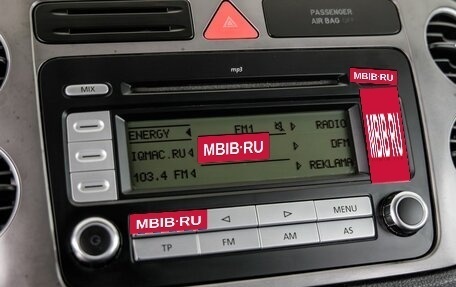 PASSENGER
AIR BAG OFF
mp3
MBIB.RU
MIX
ENERGY FM1 RADIO
IQMAC.RU MBIB·RU DFM
103.4 FM REKLAMA
MBIB.RU
MBIB·RU
MENU
TP FM AM AS